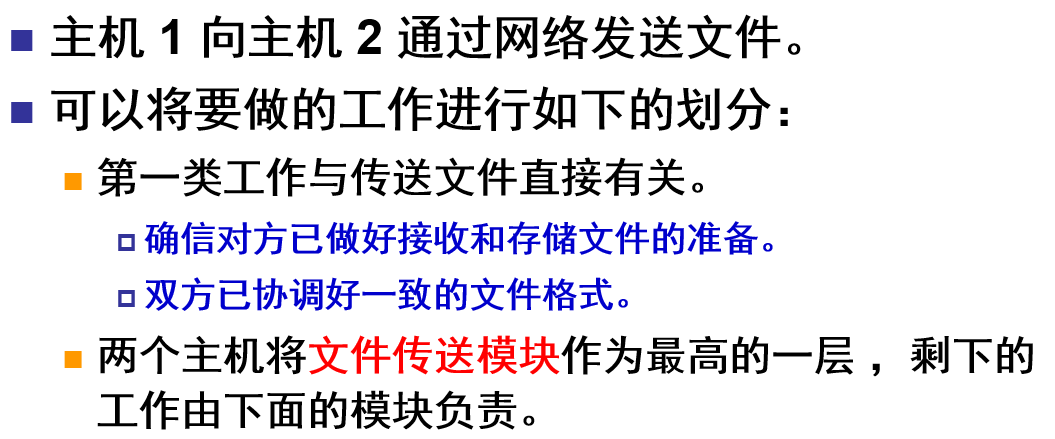 主机 1 向主机 2 通过网络发送文件。
可以将要做的工作进行如下的划分：
第一类工作与传送文件直接有关。
确信对方已做好接收和存储文件的准备。
双方已协调好一致的文件格式。
两个主机将文件传送模块作为最高的一层 ，剩下的
工作由下面的模块负责。